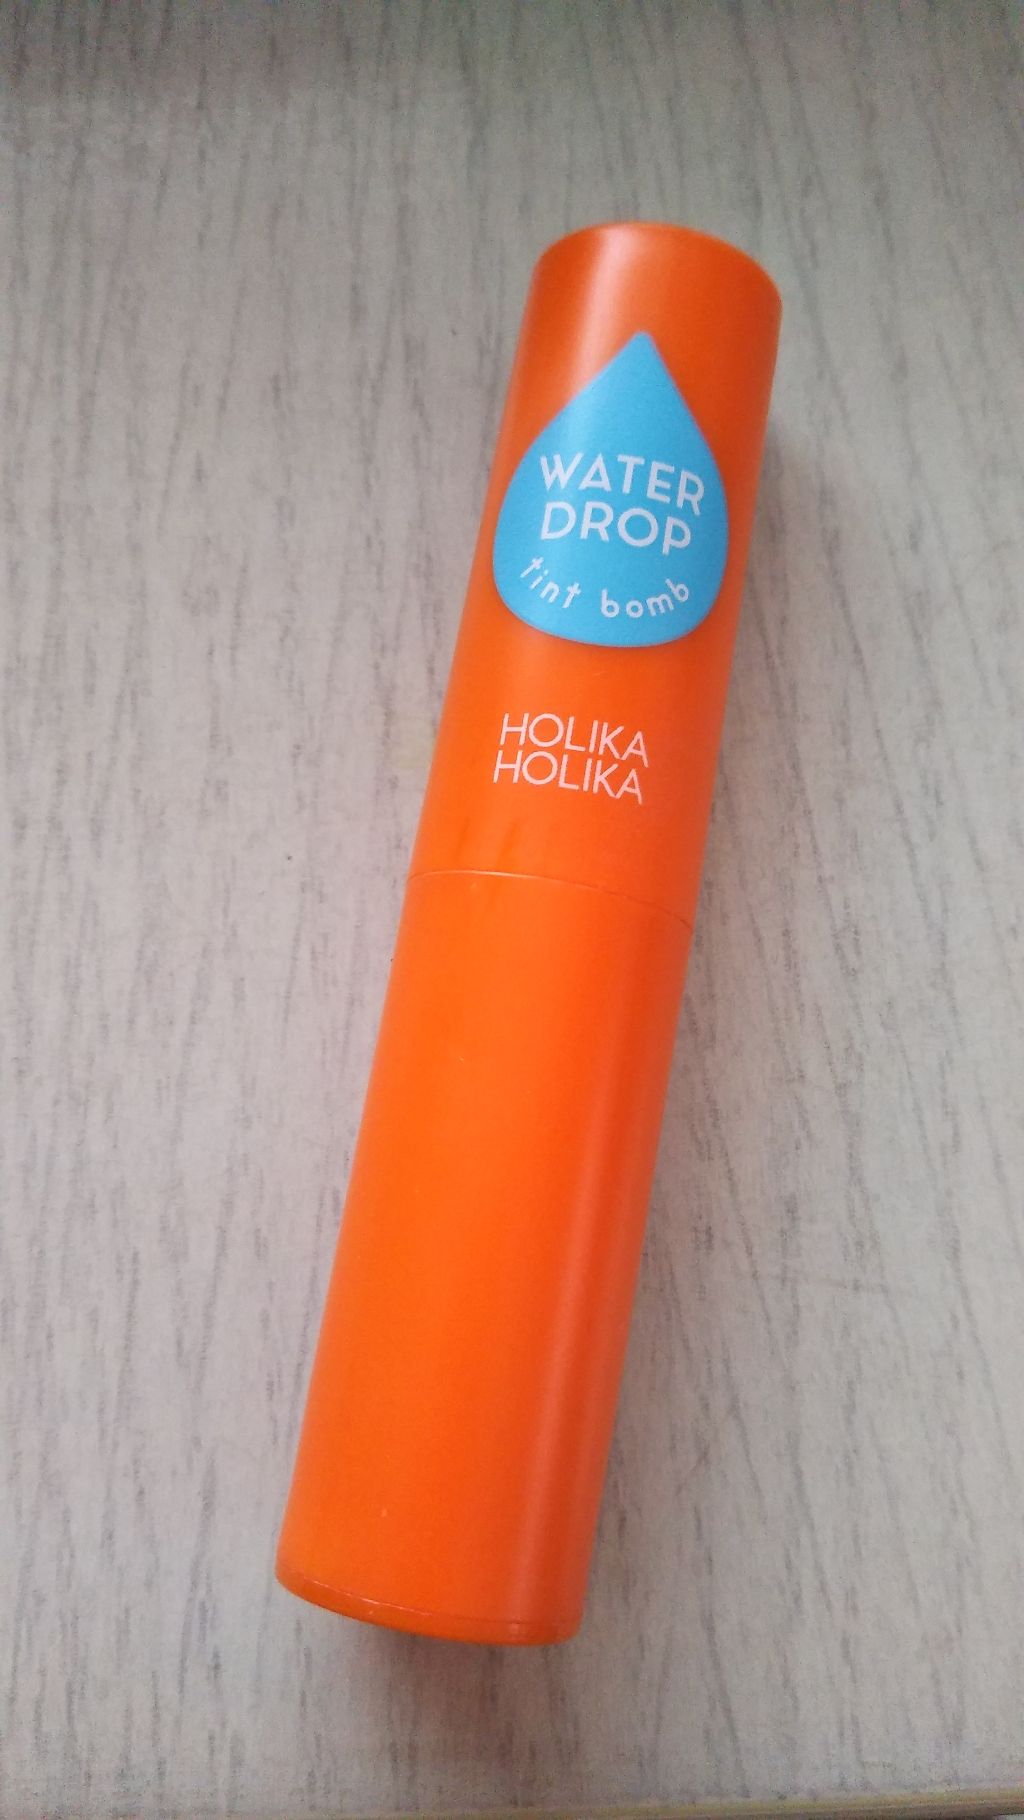 WATER
DROP
tint bomb
HOLIKA
HOLIKA